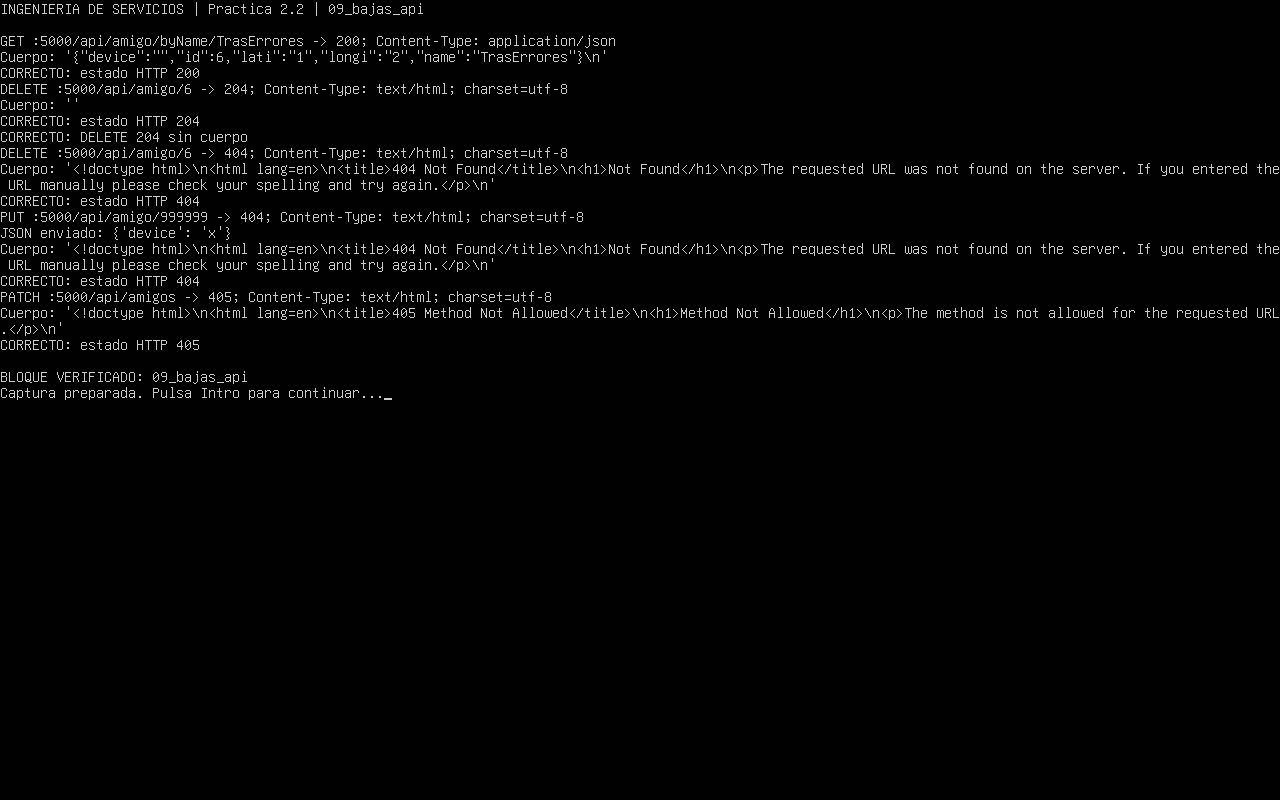 INGENIERIA DE SERVICIOS | Practica 2.2 | 09_bajas_api
GET :5000/api/amigo/byName/TrasErrores -> 200; Content-Type: application/json
Cuerpo: '{"device":"","id":6,"lati":"1","longi":"2","name":"TrasErrores"}\n'
CORRECTO: estado HTTP 200
DELETE :5000/api/amigo/6 -> 204; Content-Type: text/html; charset=utf-8
Cuerpo: ''
CORRECTO: estado HTTP 204
CORRECTO: DELETE 204 sin cuerpo
DELETE :5000/api/amigo/6 -> 404; Content-Type: text/html; charset=utf-8
Cuerpo: '<!doctype html>\n<html lang=en>\n<title>404 Not Found</title>\n<h1>Not Found</h1>\n<p>The requested URL was not found on the server. If you entered the
 URL manually please check your spelling and try again.</p>\n'
CORRECTO: estado HTTP 404
PUT :5000/api/amigo/999999 -> 404; Content-Type: text/html; charset=utf-8
JSON enviado: {'device': 'x'}
Cuerpo: '<!doctype html>\n<html lang=en>\n<title>404 Not Found</title>\n<h1>Not Found</h1>\n<p>The requested URL was not found on the server. If you entered the
 URL manually please check your spelling and try again.</p>\n'
CORRECTO: estado HTTP 404
PATCH :5000/api/amigos -> 405; Content-Type: text/html; charset=utf-8
Cuerpo: '<!doctype html>\n<html lang=en>\n<title>405 Method Not Allowed</title>\n<h1>Method Not Allowed</h1>\n<p>The method is not allowed for the requested URL
.</p>\n'
CORRECTO: estado HTTP 405
BLOQUE VERIFICADO: 09_bajas_api
Captura preparada. Pulsa Intro para continuar..._